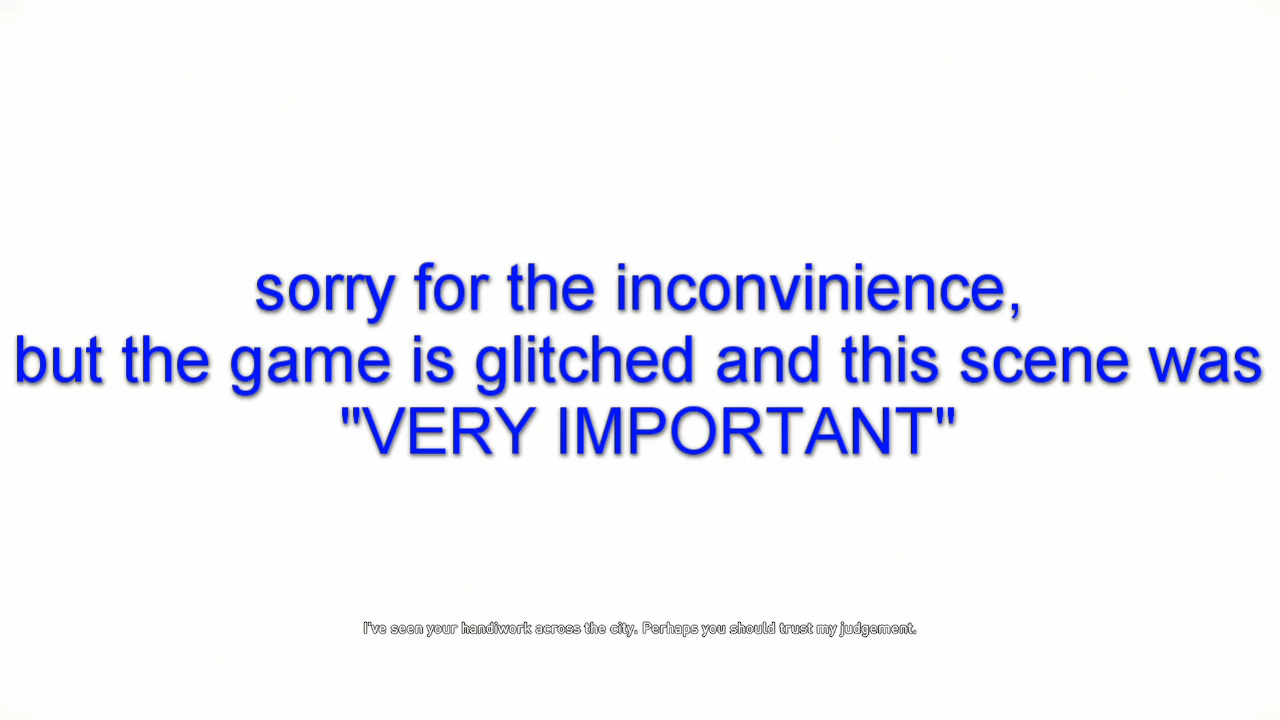 sorry for the inconvinience,
but the game is glitched and this scene was
"VERY IMPORTANT"
I've seen your handiwork across the city. Perhaps you should trust my judgement.